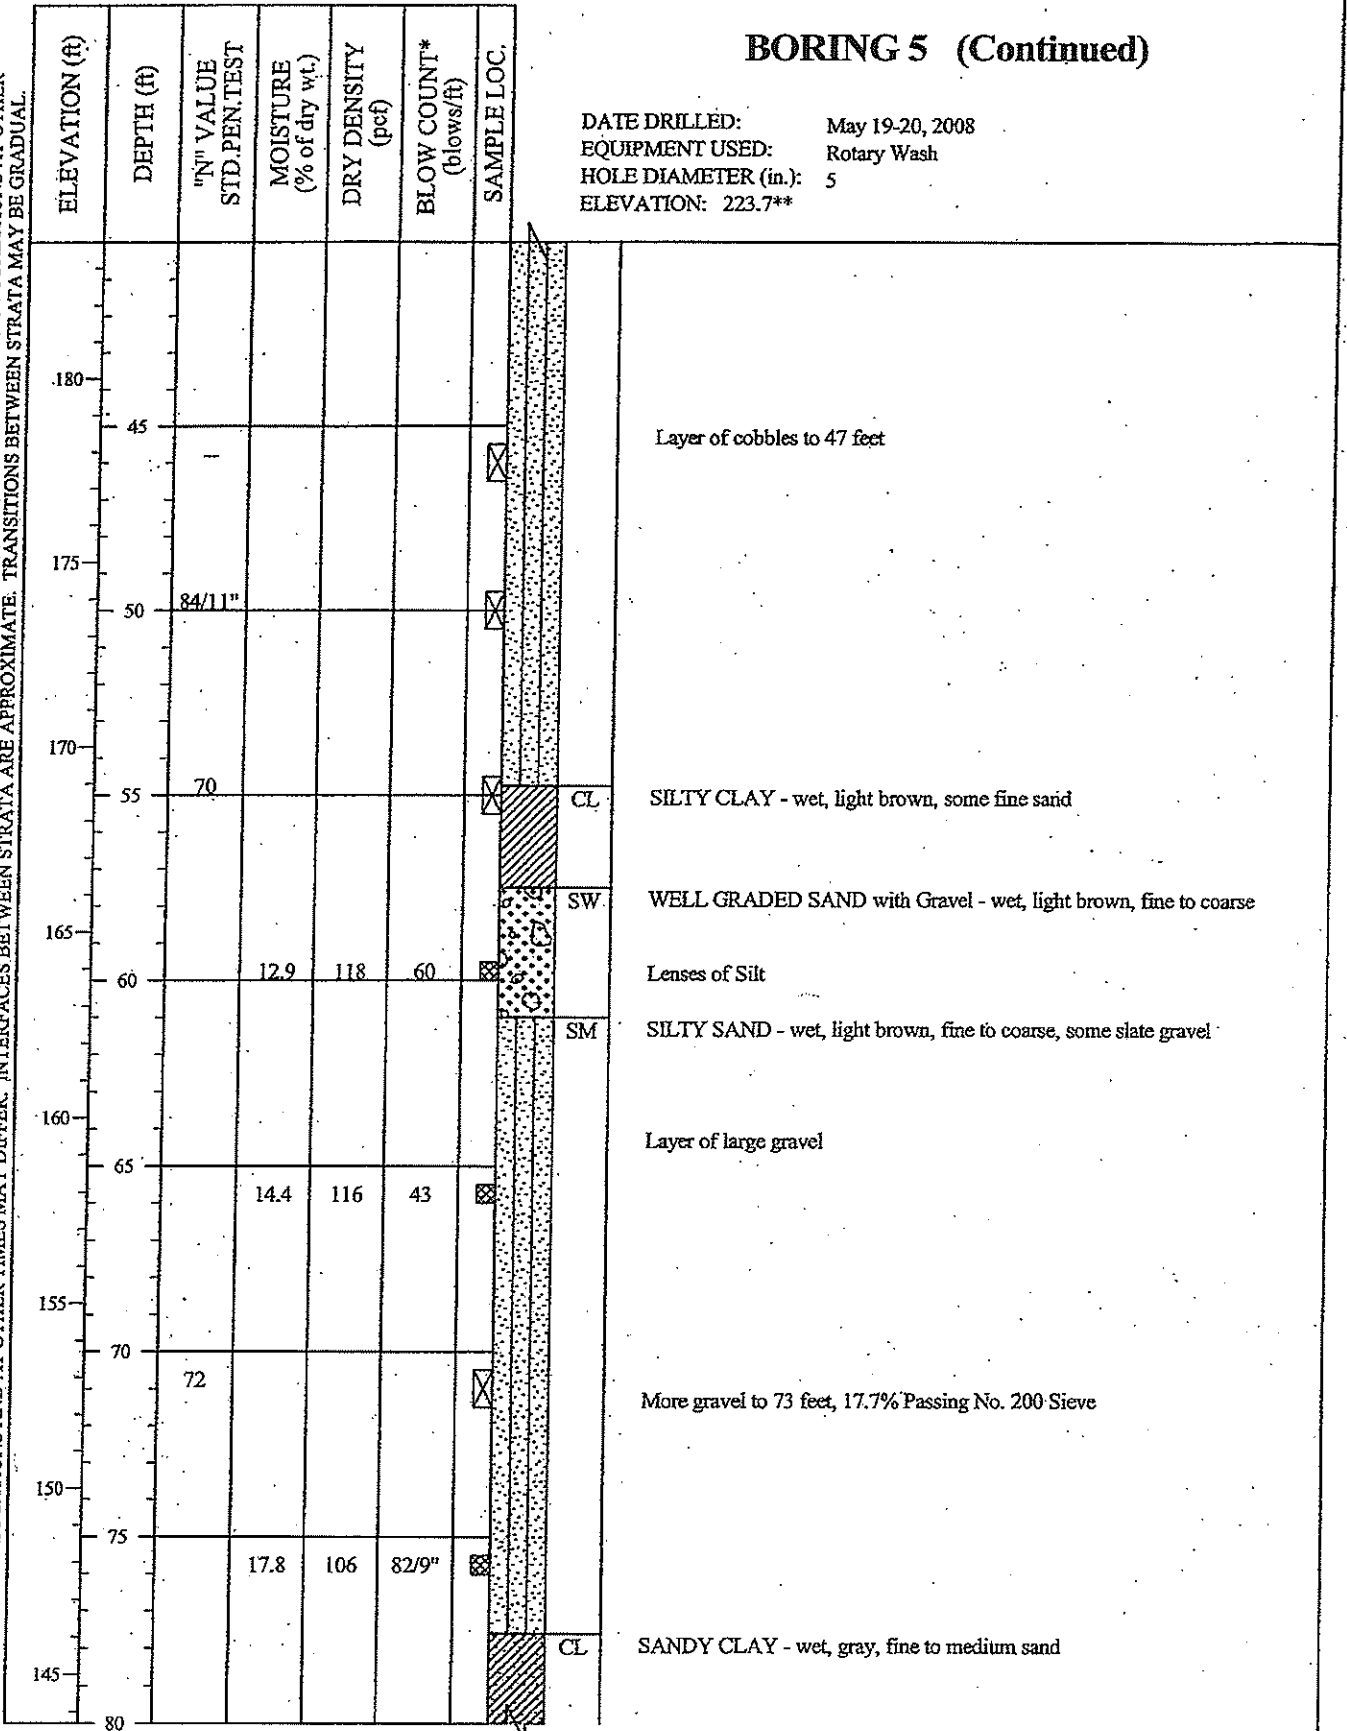 BORING 5 (Continued)
DATE DRILLED: May 19-20, 2008
EQUIPMENT USED: Rotary Wash
HOLE DIAMETER (in.): 5
ELEVATION: 223.7**
ELEVATION (ft)
DEPTH (ft)
"N" VALUE
STD.PEN.TEST
MOISTURE
(% of dry wt.)
DRY DENSITY
(pcf)
BLOW COUNT*
(blows/ft)
SAMPLE LOC.
180
45
Layer of cobbles to 47 feet
—
175
50 84/11"
170
55 70
CL SILTY CLAY - wet, light brown, some fine sand
SW WELL GRADED SAND with Gravel - wet, light brown, fine to coarse
165
60 12.9 118 60 Lenses of Silt
SM SILTY SAND - wet, light brown, fine to coarse, some slate gravel
160
Layer of large gravel
65
14.4 116 43
155
70
72
More gravel to 73 feet, 17.7% Passing No. 200 Sieve
150
75
17.8 106 82/9"
CL SANDY CLAY - wet, gray, fine to medium sand
145
80
TIMES MAY DIFFER. INTERFACES BETWEEN STRATA ARE APPROXIMATE. TRANSITIONS BETWEEN STRATA MAY BE GRADUAL.